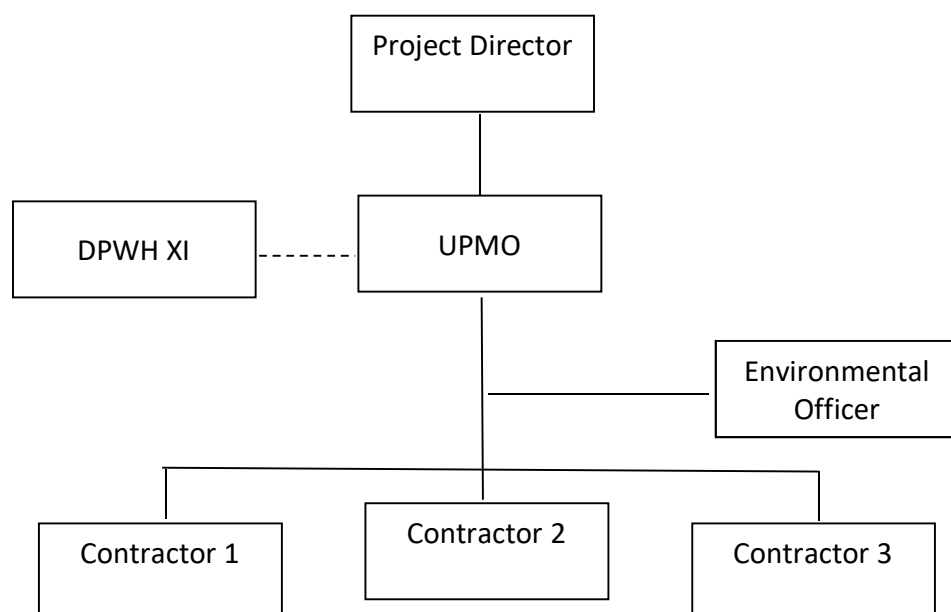 Project Director
DPWH XI
UPMO
Environmental
Officer
Contractor 1
Contractor 2
Contractor 3